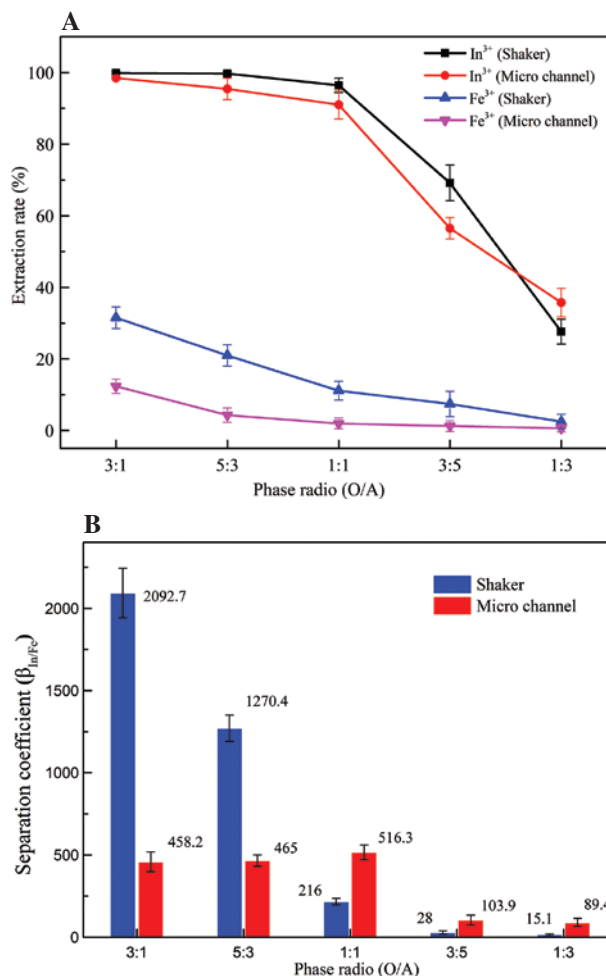 A
In³⁺ (Shaker)
In³⁺ (Micro channel)
Fe³⁺ (Shaker)
Fe³⁺ (Micro channel)
Extraction rate (%)
100
80
60
40
20
0
3:1 5:3 1:1 3:5 1:3
Phase radio (O/A)
B
Shaker
Micro channel
Separation coefficient (β_In/Fe)
2000
1500
1000
500
0
2092.7
458.2
1270.4
465
216
516.3
28
103.9
15.1
89.4
3:1 5:3 1:1 3:5 1:3
Phase radio (O/A)